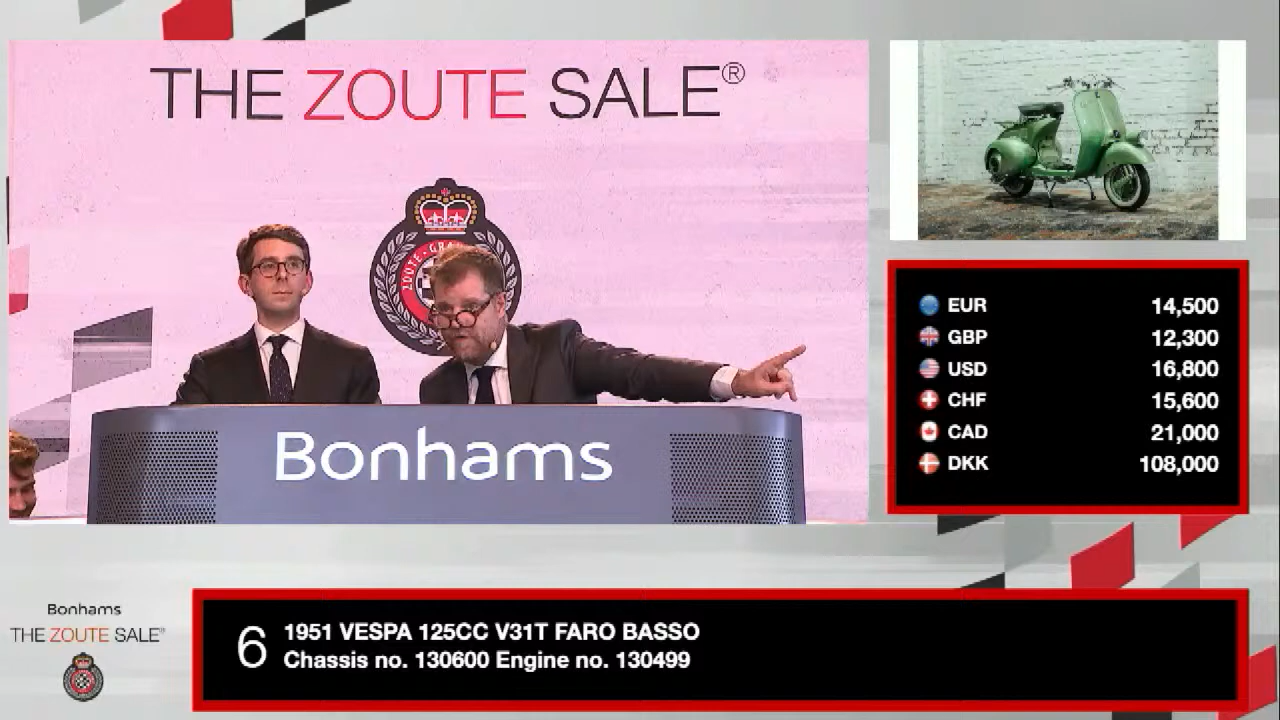 THE ZOUTE SALE®
ZOUTE-GRA
Bonhams
EUR 14,500
GBP 12,300
USD 16,800
CHF 15,600
CAD 21,000
DKK 108,000
Bonhams
THE ZOUTE SALE®
6
1951 VESPA 125CC V31T FARO BASSO
Chassis no. 130600 Engine no. 130499